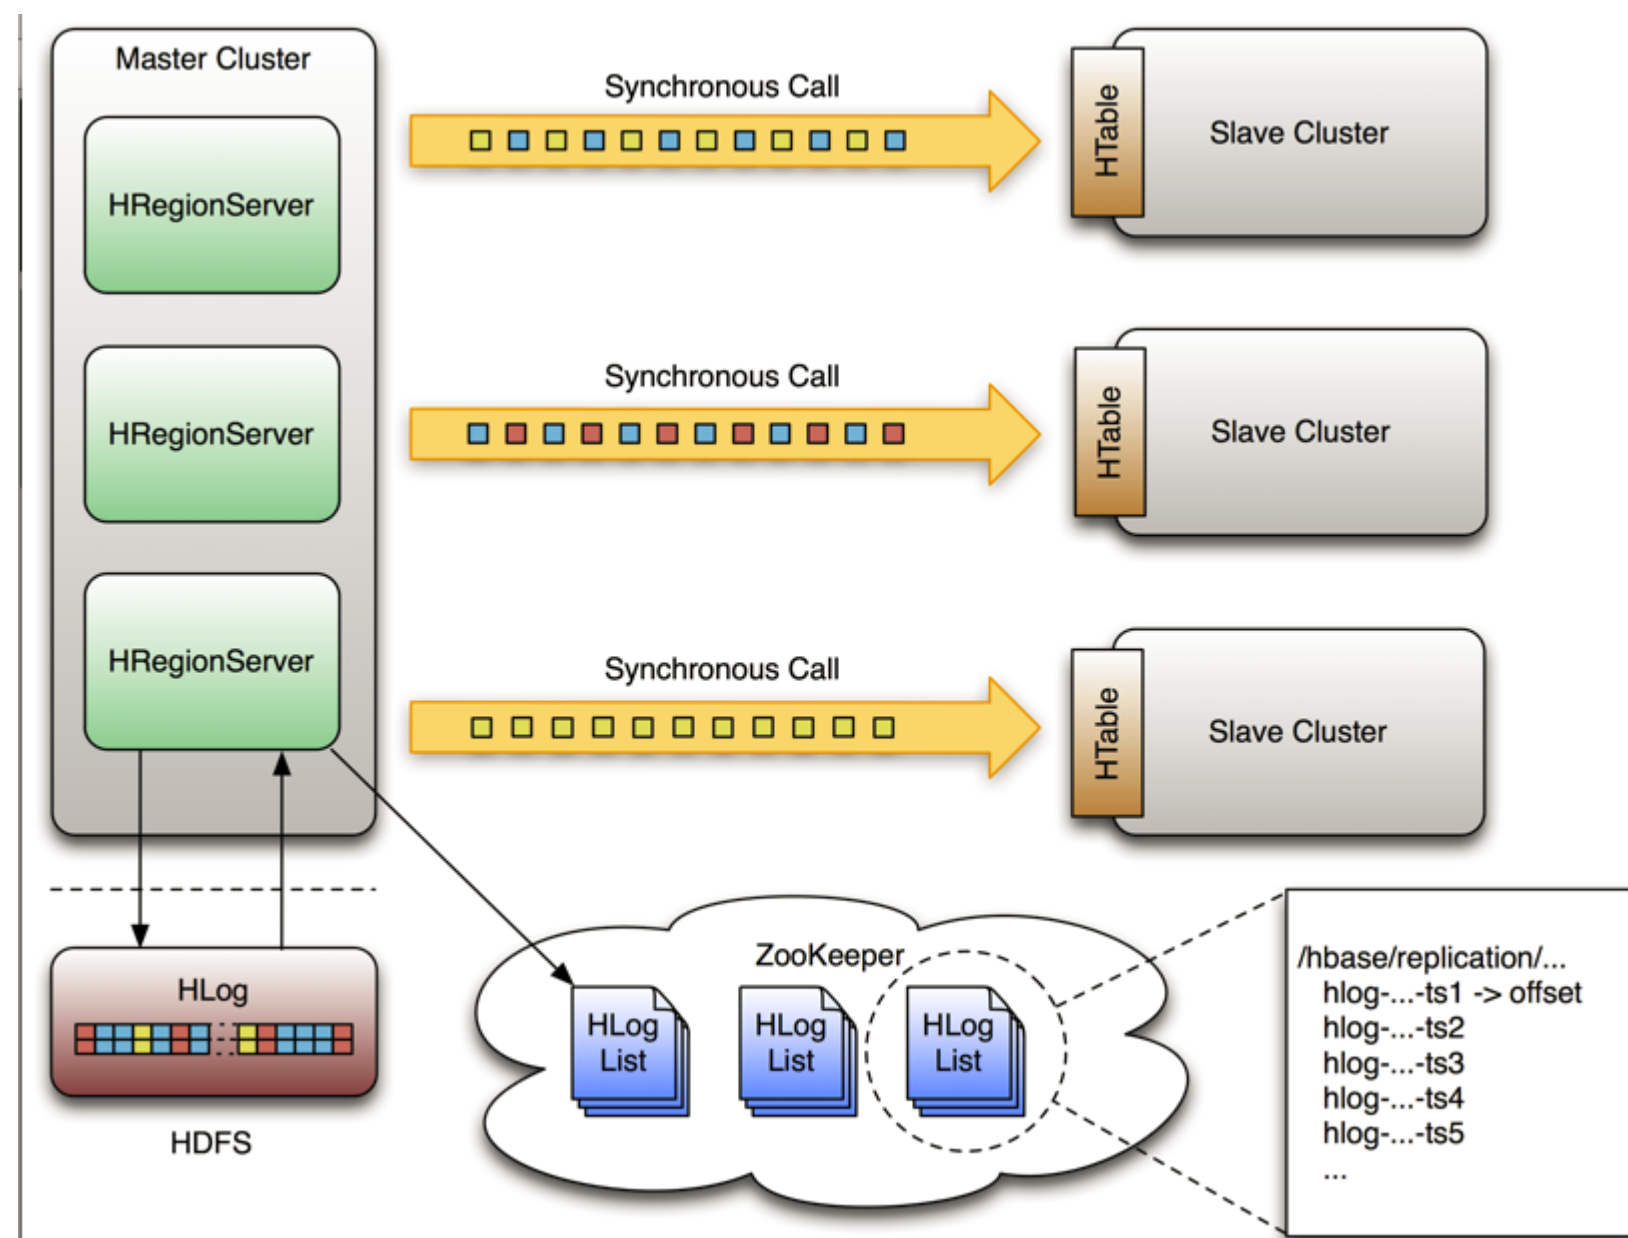 Master Cluster
HRegionServer
HRegionServer
HRegionServer
Synchronous Call
HTable
Slave Cluster
Synchronous Call
HTable
Slave Cluster
Synchronous Call
HTable
Slave Cluster
HLog
HDFS
ZooKeeper
HLog
List
HLog
List
HLog
List
/hbase/replication/...
hlog-...-ts1 -> offset
hlog-...-ts2
hlog-...-ts3
hlog-...-ts4
hlog-...-ts5
...